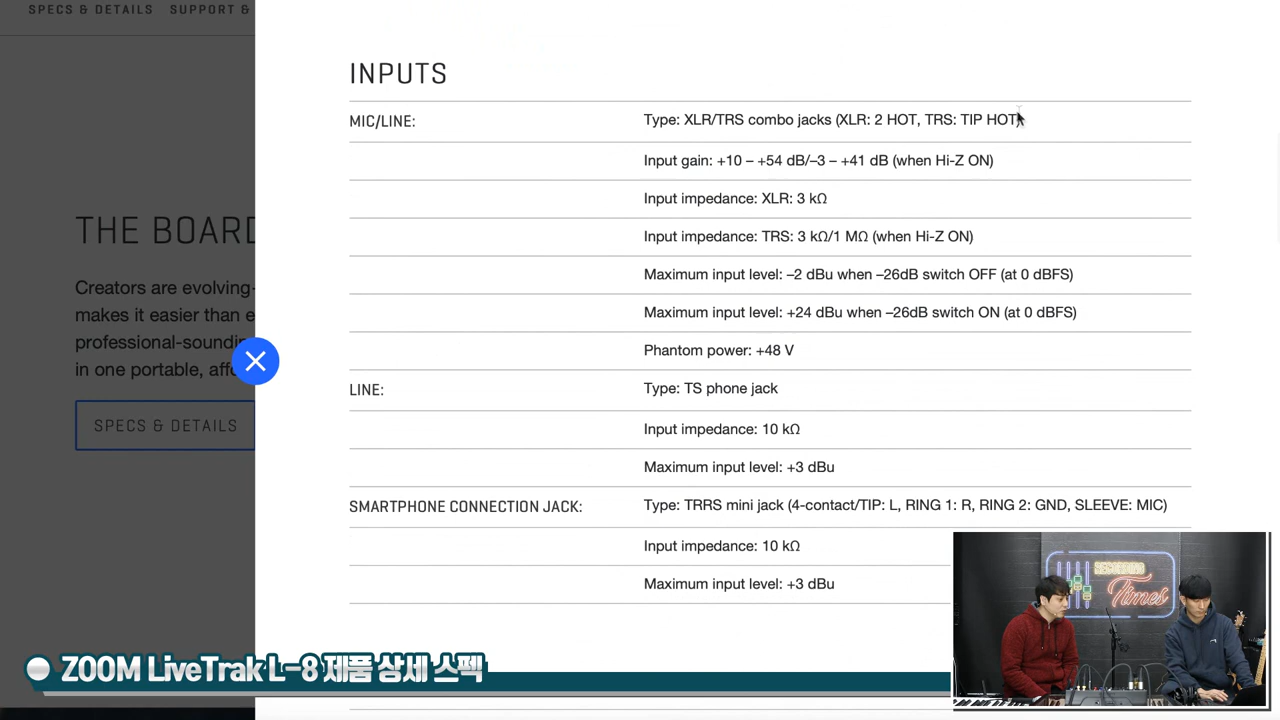 SPECS & DETAILS SUPPORT &
INPUTS
MIC/LINE: Type: XLR/TRS combo jacks (XLR: 2 HOT, TRS: TIP HOT)
Input gain: +10 – +54 dB/–3 – +41 dB (when Hi-Z ON)
Input impedance: XLR: 3 kΩ
Input impedance: TRS: 3 kΩ/1 MΩ (when Hi-Z ON)
Maximum input level: –2 dBu when –26dB switch OFF (at 0 dBFS)
Maximum input level: +24 dBu when –26dB switch ON (at 0 dBFS)
Phantom power: +48 V
LINE: Type: TS phone jack
Input impedance: 10 kΩ
Maximum input level: +3 dBu
SMARTPHONE CONNECTION JACK: Type: TRRS mini jack (4-contact/TIP: L, RING 1: R, RING 2: GND, SLEEVE: MIC)
Input impedance: 10 kΩ
Maximum input level: +3 dBu
THE BOARD
Creators are evolving-
makes it easier than e
professional-soundin
in one portable, aff
SPECS & DETAILS
Times
ZOOM LiveTrak L-8 제품 상세 스펙